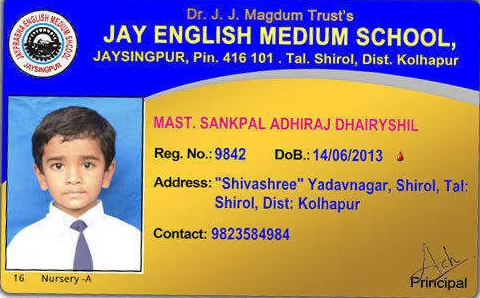 Dr. J. J. Magdum Trust's
JAY ENGLISH MEDIUM SCHOOL,
JAYSINGPUR, Pin. 416 101 . Tal. Shirol, Dist. Kolhapur
JAYPRABHA ENGLISH MEDIUM SCHOOL
JAYSINGPUR
MAST. SANKPAL ADHIRAJ DHAIRYSHIL
Reg. No.: 9842 DoB.: 14/06/2013
Address: "Shivashree" Yadavnagar, Shirol, Tal:
Shirol, Dist: Kolhapur
Contact: 9823584984
16 Nursery -A
Principal